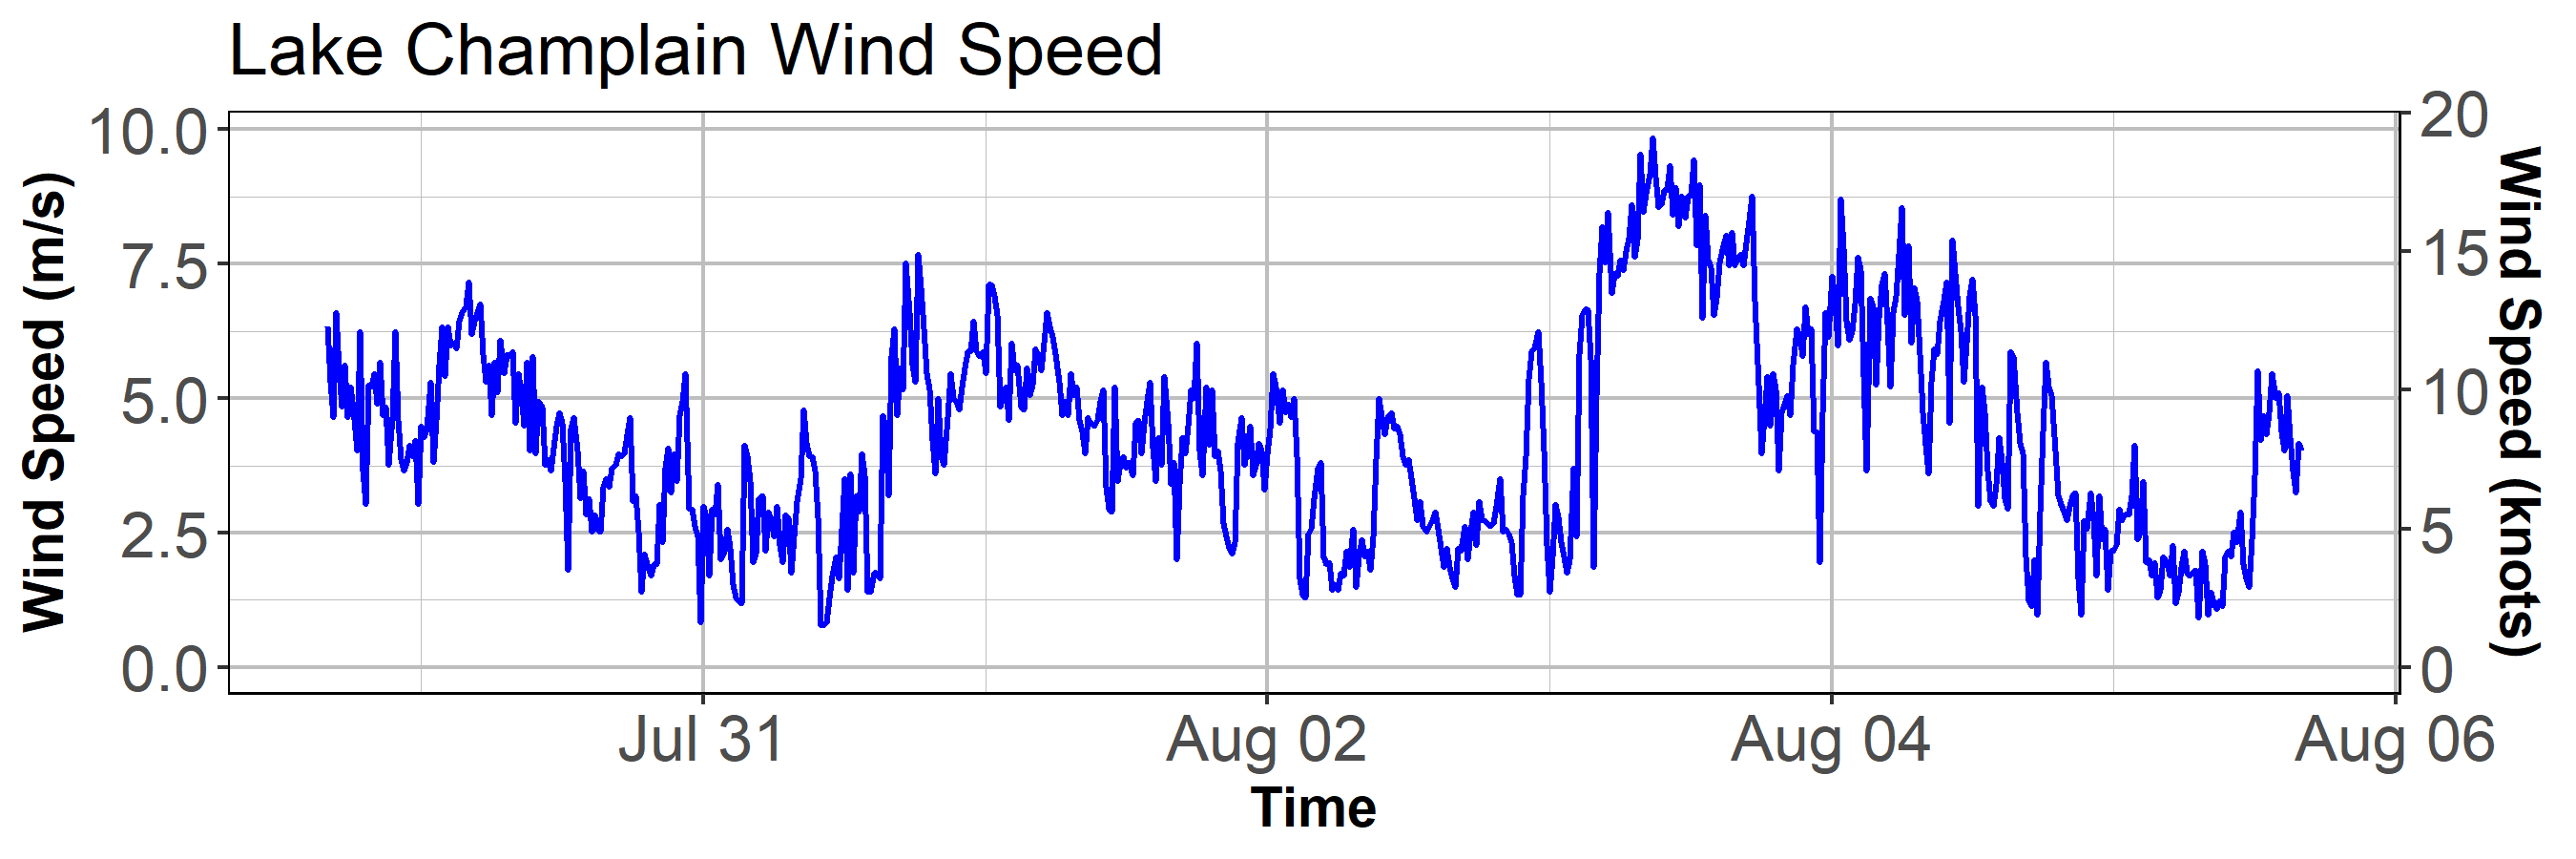 Lake Champlain Wind Speed
10.0
7.5
5.0
2.5
0.0
Wind Speed (m/s)
20
15
10
5
0
Wind Speed (knots)
Jul 31
Aug 02
Aug 04
Aug 06
Time